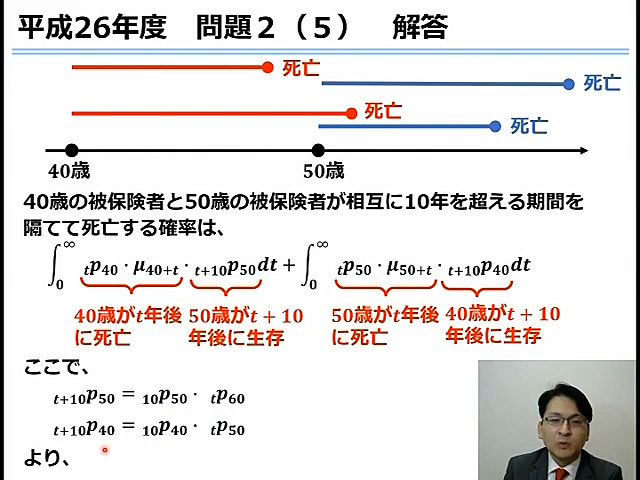 平成26年度　問題２（５）　解答
死亡
死亡
死亡
死亡
40歳 50歳
40歳の被保険者と50歳の被保険者が相互に10年を超える期間を
隔てて死亡する確率は、
∫₀^∞ ₜp₄₀ · μ₄₀₊ₜ · ₜ₊₁₀p₅₀dt + ∫₀^∞ ₜp₅₀ · μ₅₀₊ₜ · ₜ₊₁₀p₄₀dt
40歳がt年後 50歳がt + 10 50歳がt年後 40歳がt + 10
に死亡 年後に生存 に死亡 年後に生存
ここで、
ₜ₊₁₀p₅₀ = ₁₀p₅₀ · ₜp₆₀
ₜ₊₁₀p₄₀ = ₁₀p₄₀ · ₜp₅₀
より、